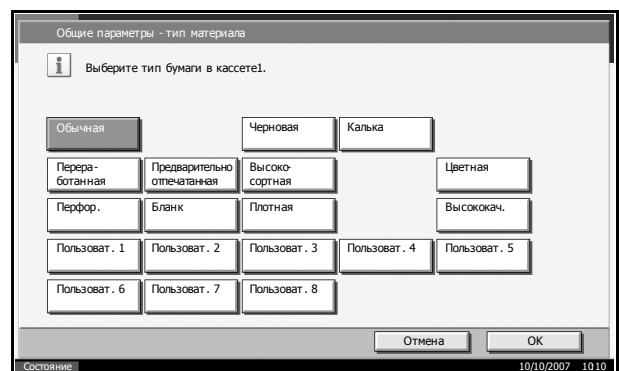 Общие параметры - тип материала
Выберите тип бумаги в кассете1.
Обычная
Черновая
Калька
Перера-
ботанная
Предварительно
отпечатанная
Высоко-
сортная
Цветная
Перфор.
Бланк
Плотная
Высококач.
Пользоват. 1
Пользоват. 2
Пользоват. 3
Пользоват. 4
Пользоват. 5
Пользоват. 6
Пользоват. 7
Пользоват. 8
Отмена
OK
Состояние
10/10/2007 1010